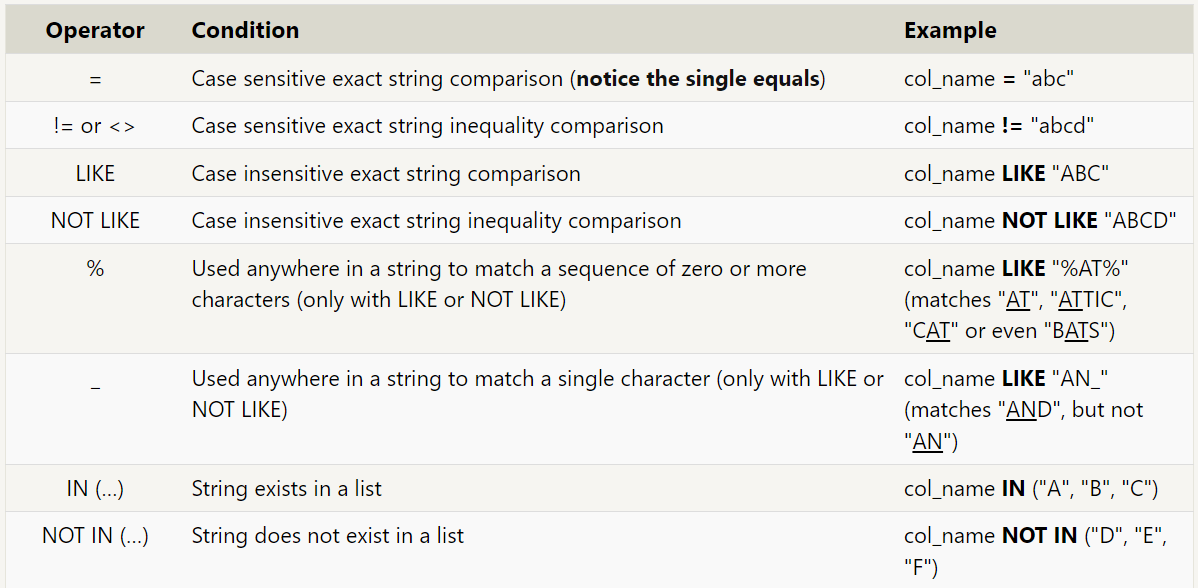 Operator Condition Example
= Case sensitive exact string comparison (notice the single equals) col_name = "abc"
!= or <> Case sensitive exact string inequality comparison col_name != "abcd"
LIKE Case insensitive exact string comparison col_name LIKE "ABC"
NOT LIKE Case insensitive exact string inequality comparison col_name NOT LIKE "ABCD"
% Used anywhere in a string to match a sequence of zero or more col_name LIKE "%AT%"
characters (only with LIKE or NOT LIKE) (matches "AT", "ATTIC",
"CAT" or even "BATS")
_ Used anywhere in a string to match a single character (only with LIKE or col_name LIKE "AN_"
NOT LIKE) (matches "AND", but not
"AN")
IN (…) String exists in a list col_name IN ("A", "B", "C")
NOT IN (…) String does not exist in a list col_name NOT IN ("D", "E",
"F")